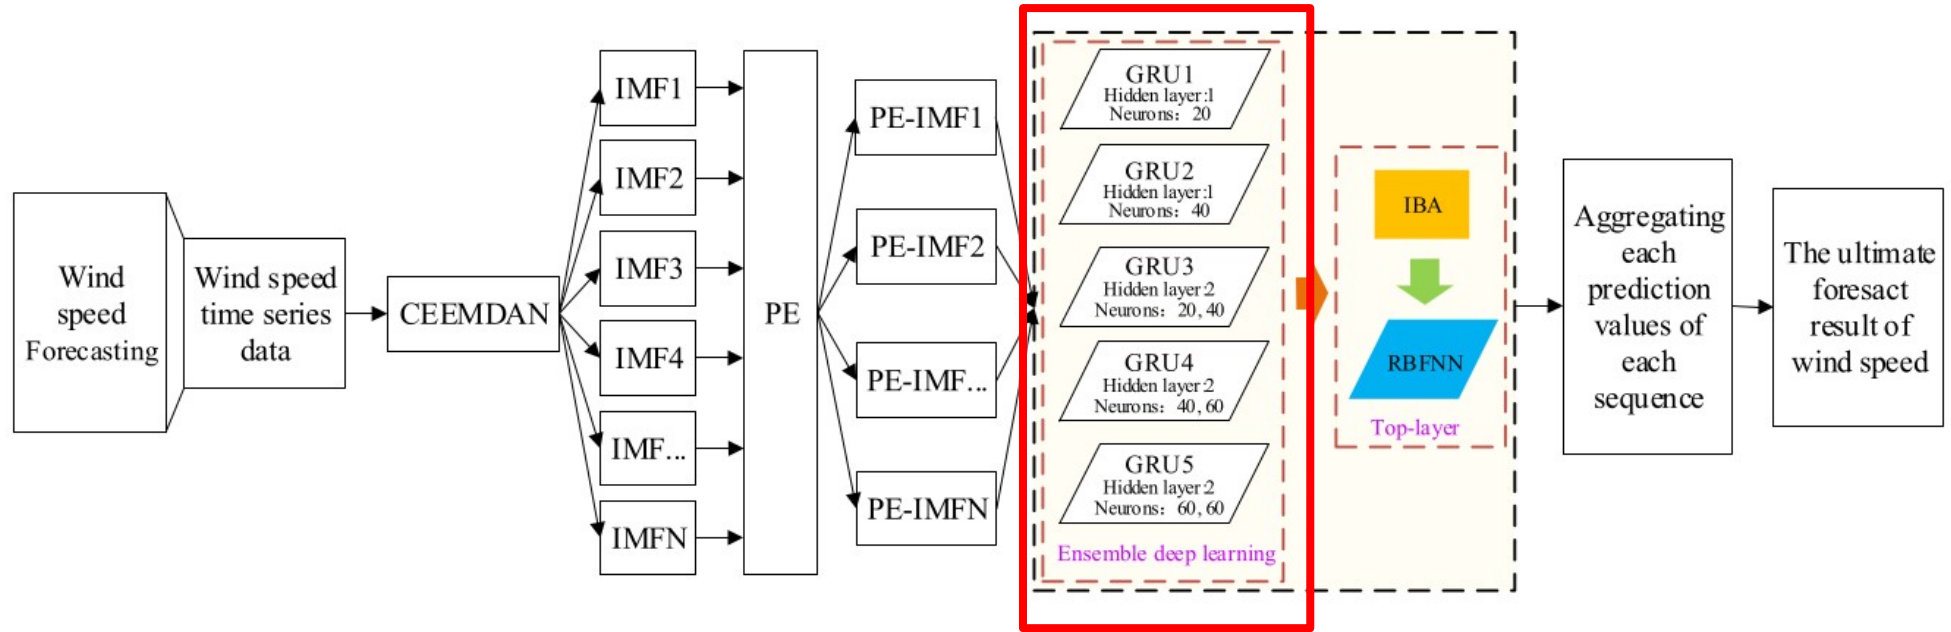 Wind
speed
Forecasting
Wind speed
time series
data
CEEMDAN
IMF1
IMF2
IMF3
IMF4
IMF...
IMFN
PE
PE-IMF1
PE-IMF2
PE-IMF...
PE-IMFN
GRU1
Hidden layer:1
Neurons: 20
GRU2
Hidden layer:1
Neurons: 40
GRU3
Hidden layer:2
Neurons: 20, 40
GRU4
Hidden layer:2
Neurons: 40, 60
GRU5
Hidden layer:2
Neurons: 60, 60
Ensemble deep learning
IBA
RBFNN
Top-layer
Aggregating
each
prediction
values of
each
sequence
The ultimate
foresact
result of
wind speed